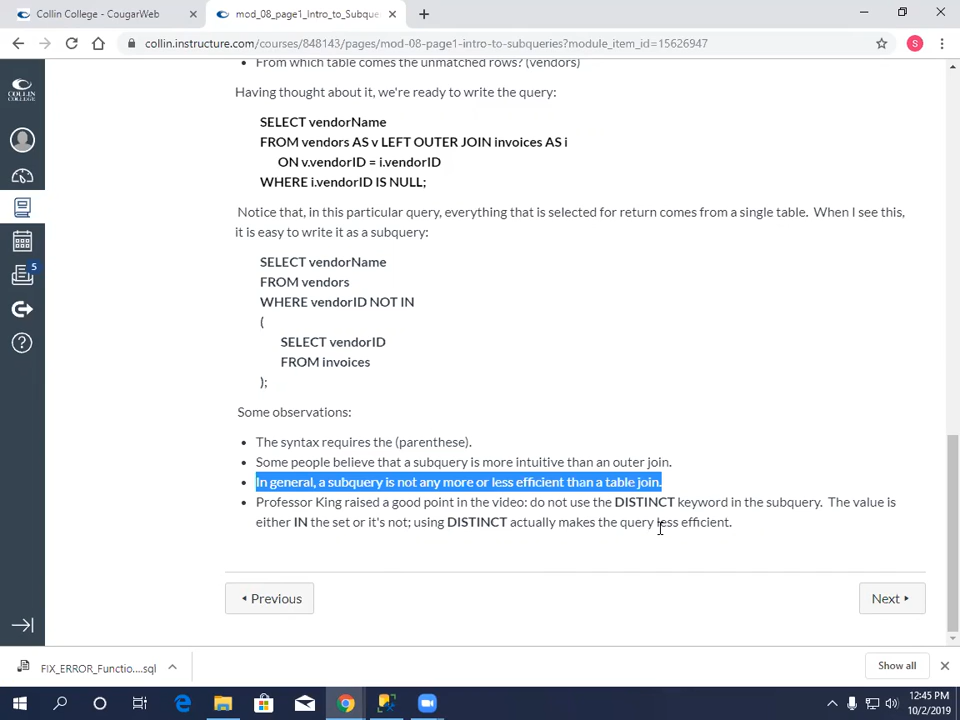 Collin College - CougarWeb
mod_08_page1_Intro_to_Subque
collin.instructure.com/courses/848143/pages/mod-08-page1-intro-to-subqueries?module_item_id=15626947
S
COLLIN
COLLEGE
5
• From which table comes the unmatched rows? (vendors)
Having thought about it, we're ready to write the query:
SELECT vendorName
FROM vendors AS v LEFT OUTER JOIN invoices AS i
ON v.vendorID = i.vendorID
WHERE i.vendorID IS NULL;
Notice that, in this particular query, everything that is selected for return comes from a single table. When I see this,
it is easy to write it as a subquery:
SELECT vendorName
FROM vendors
WHERE vendorID NOT IN
(
SELECT vendorID
FROM invoices
);
Some observations:
• The syntax requires the (parenthese).
• Some people believe that a subquery is more intuitive than an outer join.
• In general, a subquery is not any more or less efficient than a table join.
• Professor King raised a good point in the video: do not use the DISTINCT keyword in the subquery. The value is
either IN the set or it's not; using DISTINCT actually makes the query less efficient.
Previous
Next
FIX_ERROR_Functio....sql
Show all
12:45 PM
10/2/2019